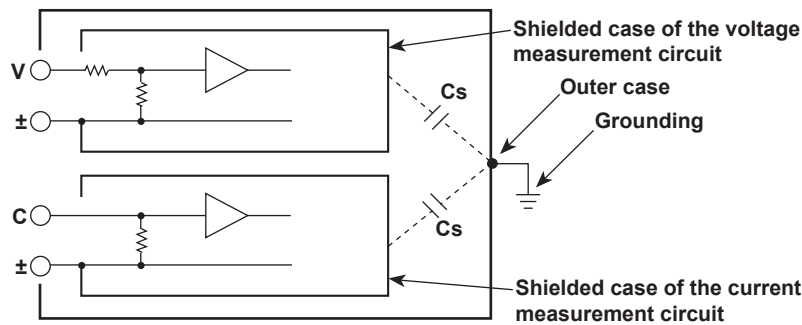 Shielded case of the voltage
measurement circuit
V
Cs
Outer case
±
Grounding
C
Cs
±
Shielded case of the current
measurement circuit